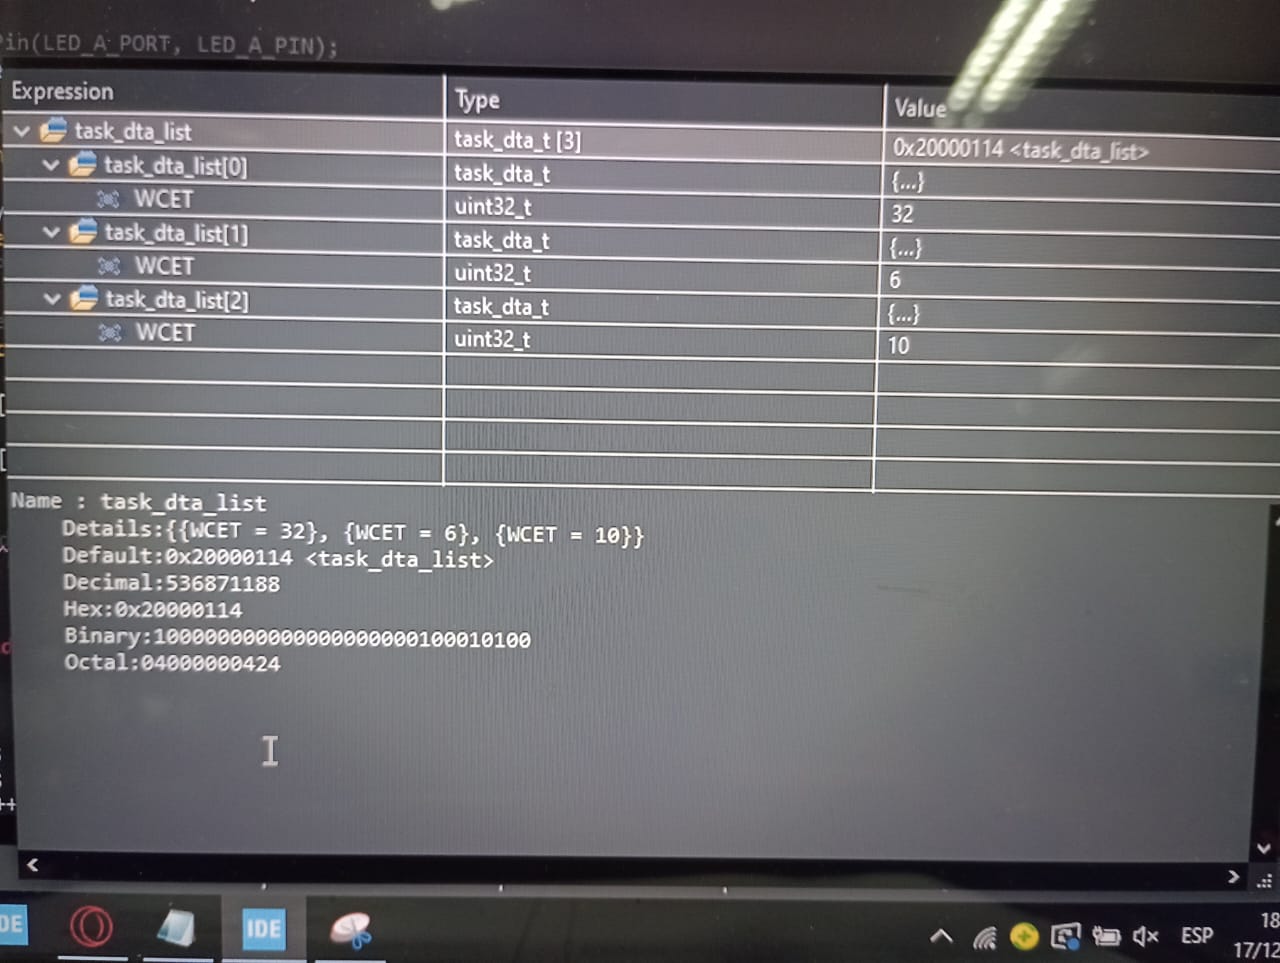 Pin(LED_A_PORT, LED_A_PIN);
Expression Type Value
task_dta_list task_dta_t [3] 0x20000114 <task_dta_list>
task_dta_list[0] task_dta_t {...}
WCET uint32_t 32
task_dta_list[1] task_dta_t {...}
WCET uint32_t 6
task_dta_list[2] task_dta_t {...}
WCET uint32_t 10
Name : task_dta_list
Details:{{WCET = 32}, {WCET = 6}, {WCET = 10}}
Default:0x20000114 <task_dta_list>
Decimal:536871188
Hex:0x20000114
Binary:100000000000000000000100010100
Octal:04000000424
++
DE IDE ESP 18
17/12